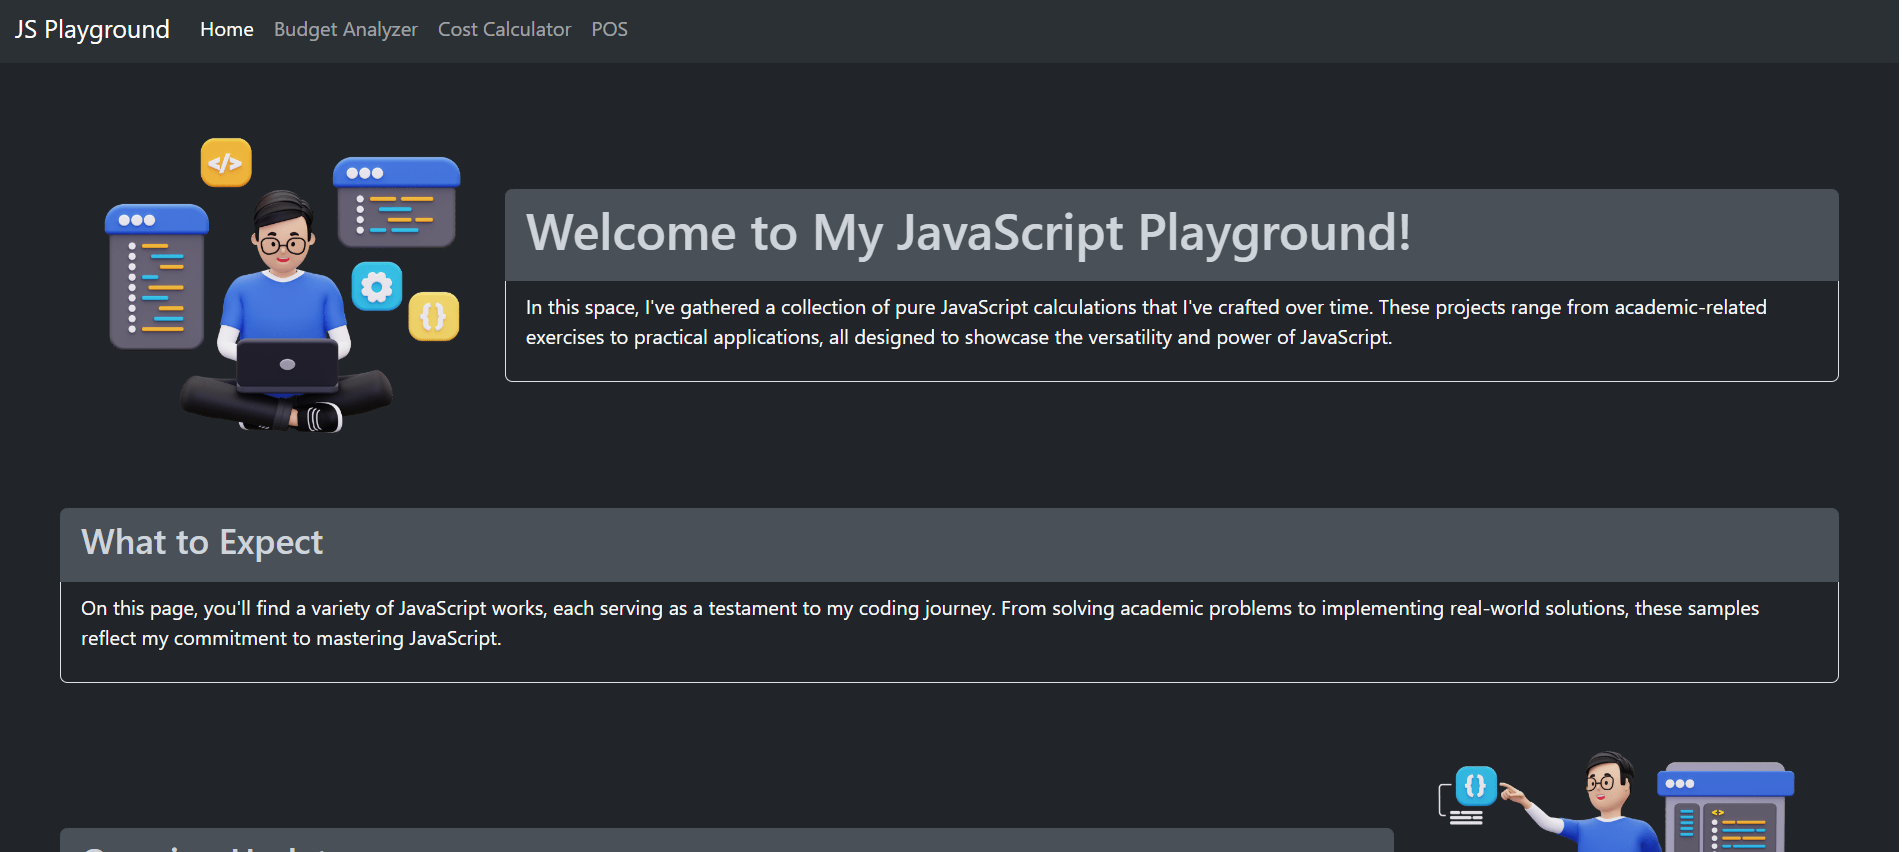 JS Playground Home Budget Analyzer Cost Calculator POS
</>
Welcome to My JavaScript Playground!
{}
In this space, I've gathered a collection of pure JavaScript calculations that I've crafted over time. These projects range from academic-related
exercises to practical applications, all designed to showcase the versatility and power of JavaScript.
What to Expect
On this page, you'll find a variety of JavaScript works, each serving as a testament to my coding journey. From solving academic problems to implementing real-world solutions, these samples
reflect my commitment to mastering JavaScript.
{}
<>